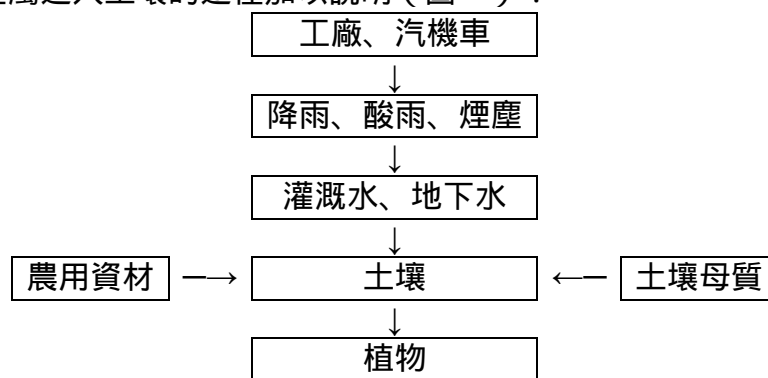 工廠、汽機車
↓
降雨、酸雨、煙塵
↓
灌溉水、地下水
↓
農用資材 ─→ 土壤 ←─ 土壤母質
↓
植物